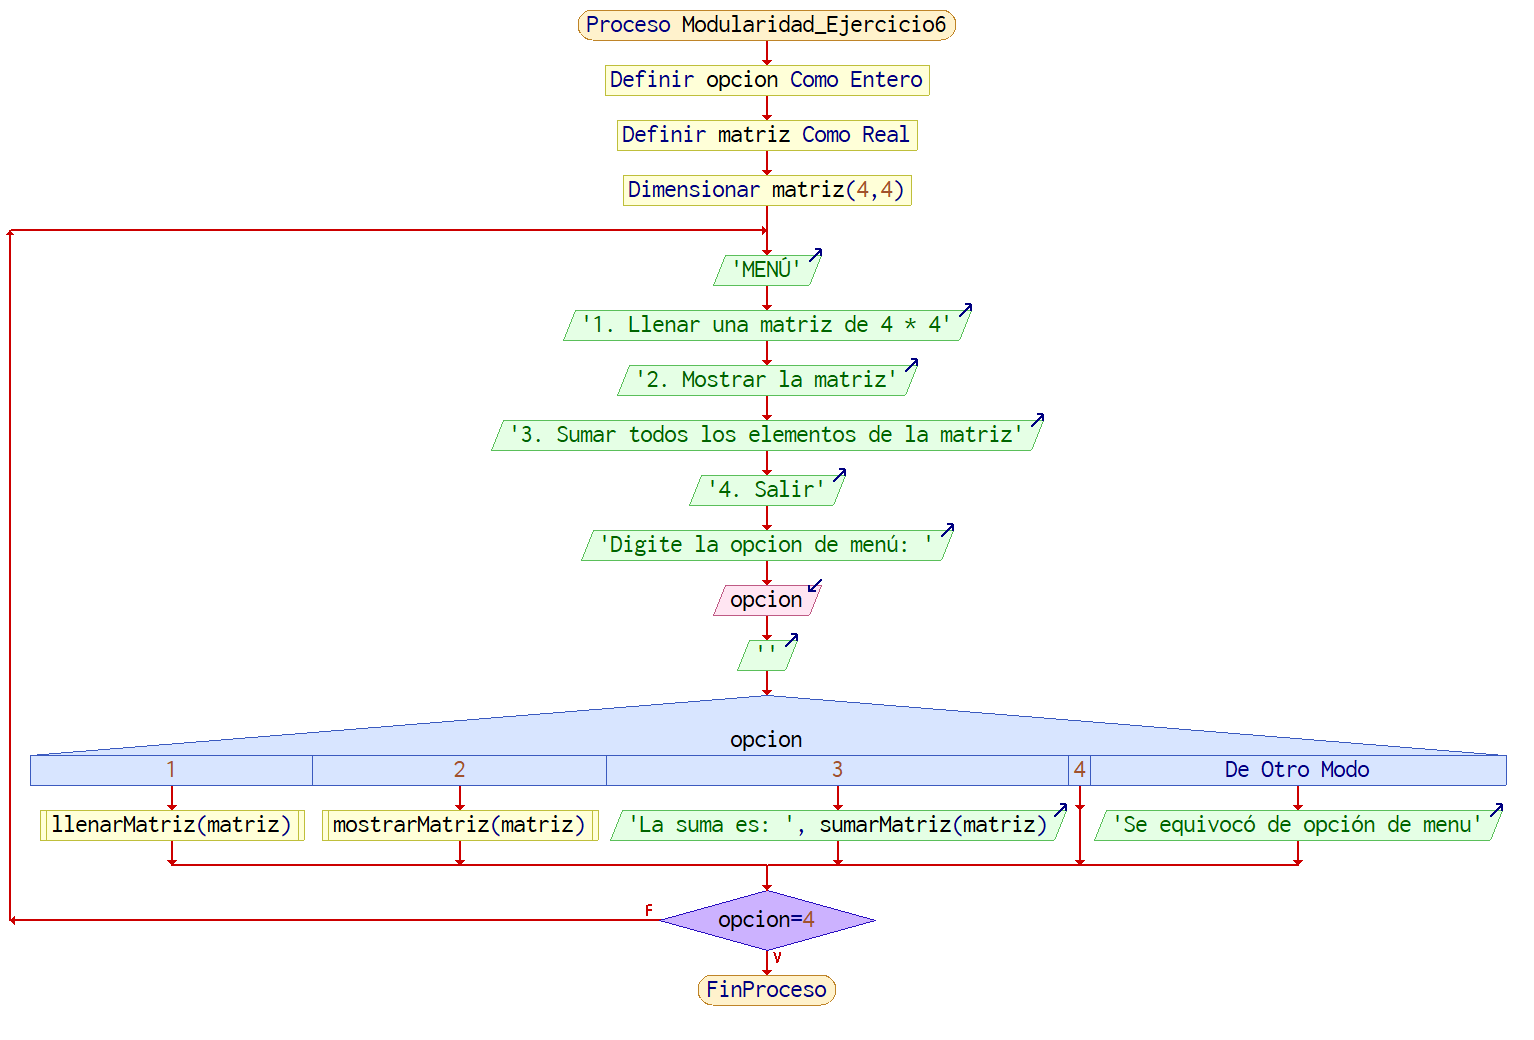 Proceso Modularidad_Ejercicio6
Definir opcion Como Entero
Definir matriz Como Real
Dimensionar matriz(4,4)
'MENÚ'
'1. Llenar una matriz de 4 * 4'
'2. Mostrar la matriz'
'3. Sumar todos los elementos de la matriz'
'4. Salir'
'Digite la opcion de menú: '
opcion
''
opcion
1 2 3 4 De Otro Modo
llenarMatriz(matriz) mostrarMatriz(matriz) 'La suma es: ', sumarMatriz(matriz) 'Se equivocó de opción de menu'
F
opcion=4
V
FinProceso